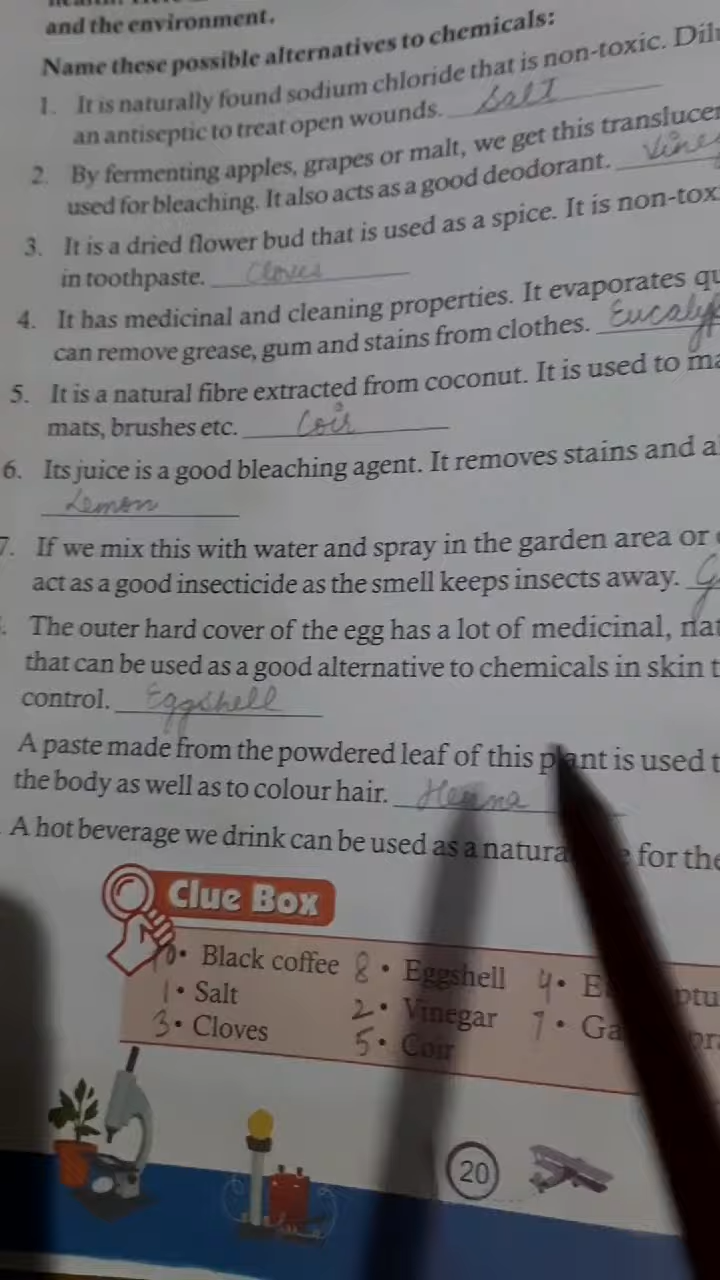 and the environment.
Name these possible alternatives to chemicals:
1. It is naturally found sodium chloride that is non-toxic.
an antiseptic to treat open wounds. Salt
2. By fermenting apples, grapes or malt, we get this
used for bleaching. It also acts as a good deodorant.
3. It is a dried flower bud that is used as a spice. It is
in toothpaste. Cloves
4. It has medicinal and cleaning properties. It evaporates
can remove grease, gum and stains from clothes.
5. It is a natural fibre extracted from coconut. It is used to
mats, brushes etc. Coir
6. Its juice is a good bleaching agent. It removes stains and
Lemon
7. If we mix this with water and spray in the garden area or
act as a good insecticide as the smell keeps insects away.
The outer hard cover of the egg has a lot of medicinal,
that can be used as a good alternative to chemicals in skin
control. Eggshell
A paste made from the powdered leaf of this plant is used
the body as well as to colour hair. Henna
A hot beverage we drink can be used as a for the
Clue Box
10 • Black coffee 8 • Eggshell 4 •
1 • Salt 2 • Vinegar 7 •
3 • Cloves 5 • Coir
20